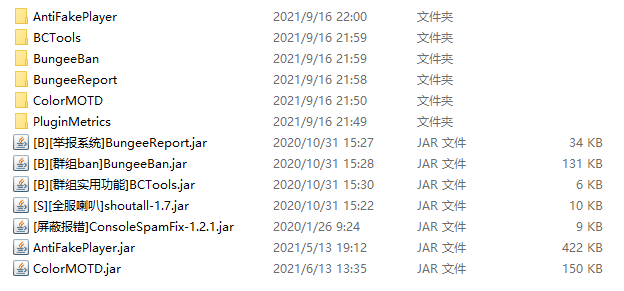 AntiFakePlayer 2021/9/16 22:00 文件夹
BCTools 2021/9/16 21:59 文件夹
BungeeBan 2021/9/16 21:59 文件夹
BungeeReport 2021/9/16 21:58 文件夹
ColorMOTD 2021/9/16 21:50 文件夹
PluginMetrics 2021/9/16 21:49 文件夹
[B][举报系统]BungeeReport.jar 2020/10/31 15:27 JAR 文件 34 KB
[B][群组ban]BungeeBan.jar 2020/10/31 15:28 JAR 文件 131 KB
[B][群组实用功能]BCTools.jar 2020/10/31 15:30 JAR 文件 6 KB
[S][全服喇叭]shoutall-1.7.jar 2020/10/31 15:22 JAR 文件 10 KB
[屏蔽报错]ConsoleSpamFix-1.2.1.jar 2020/1/26 9:24 JAR 文件 9 KB
AntiFakePlayer.jar 2021/5/13 19:12 JAR 文件 422 KB
ColorMOTD.jar 2021/6/13 13:35 JAR 文件 150 KB